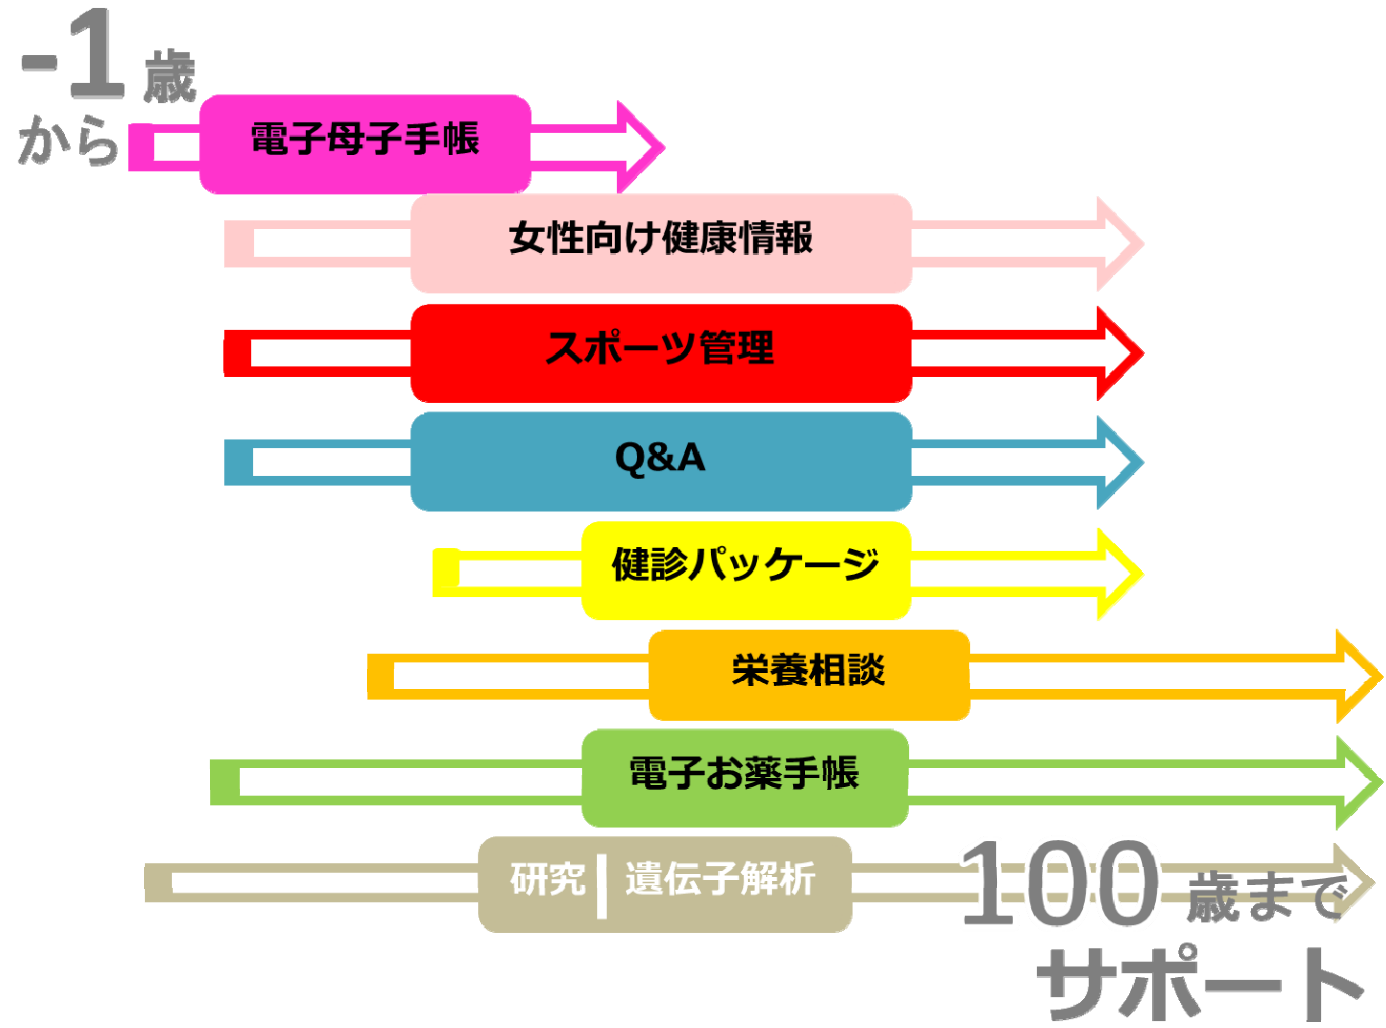 -1歳
から
電子母子手帳
女性向け健康情報
スポーツ管理
Q&A
健診パッケージ
栄養相談
電子お薬手帳
研究 | 遺伝子解析
100歳まで
サポート